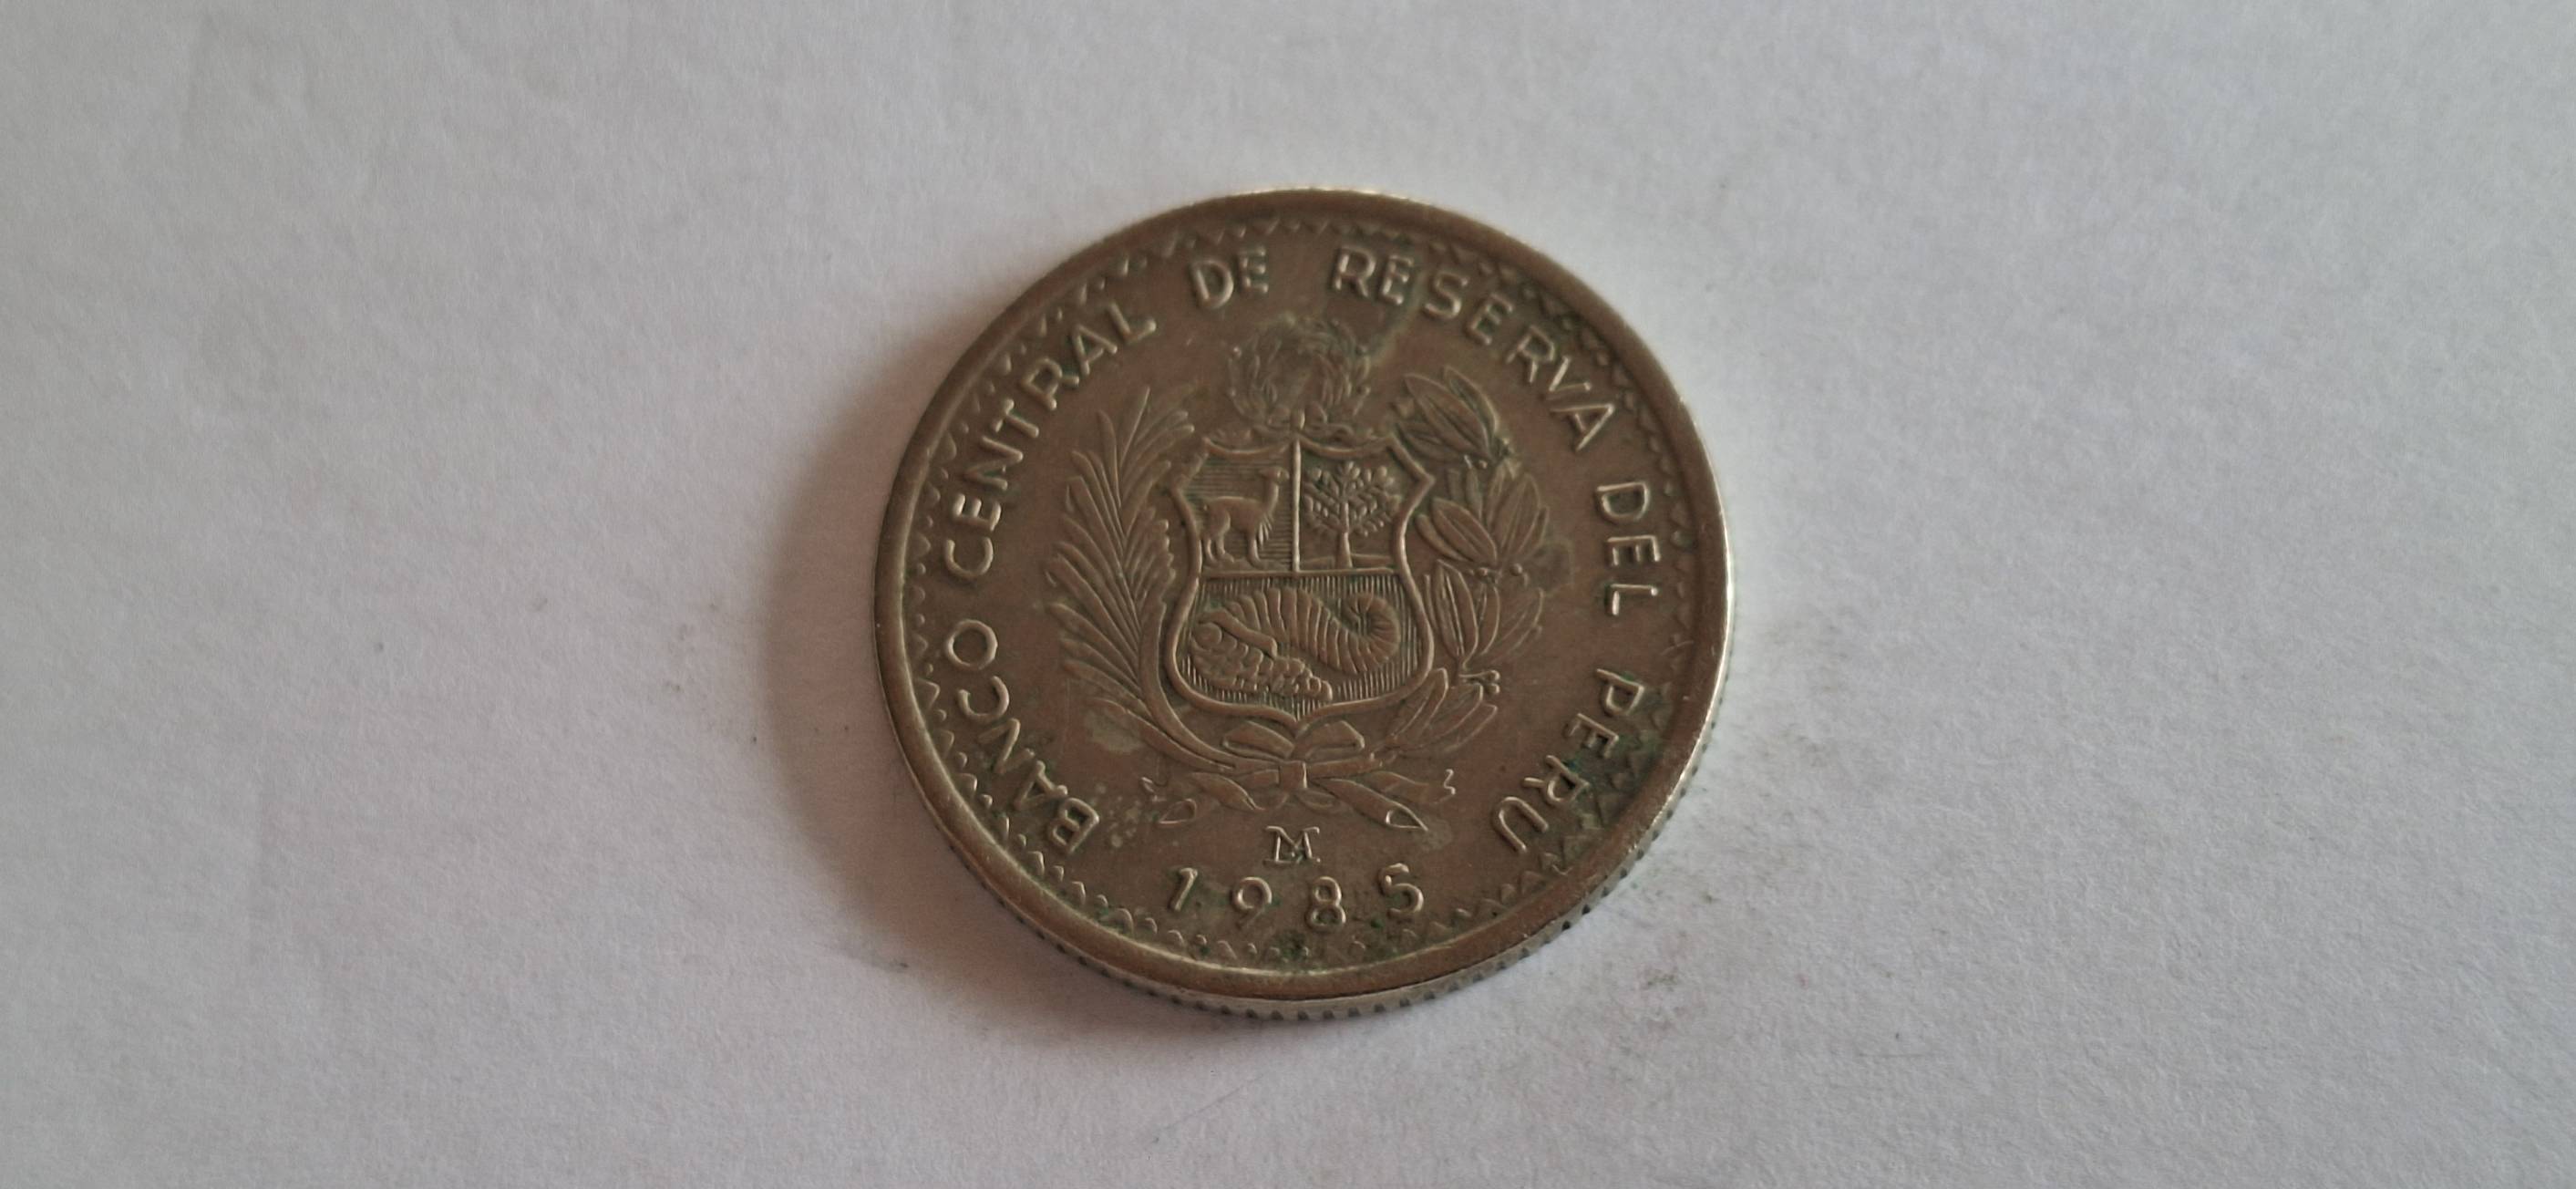 BANCO CENTRAL DE RESERVA DEL PERU
LM
1985